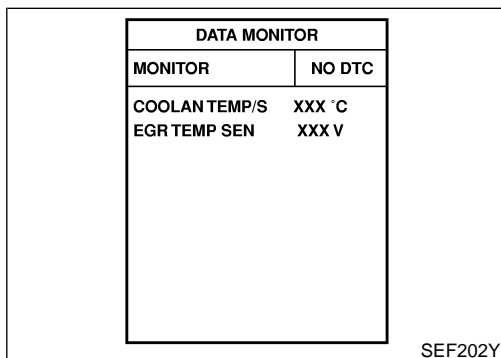 DATA MONITOR
MONITOR NO DTC
COOLAN TEMP/S XXX °C
EGR TEMP SEN XXX V
SEF202Y